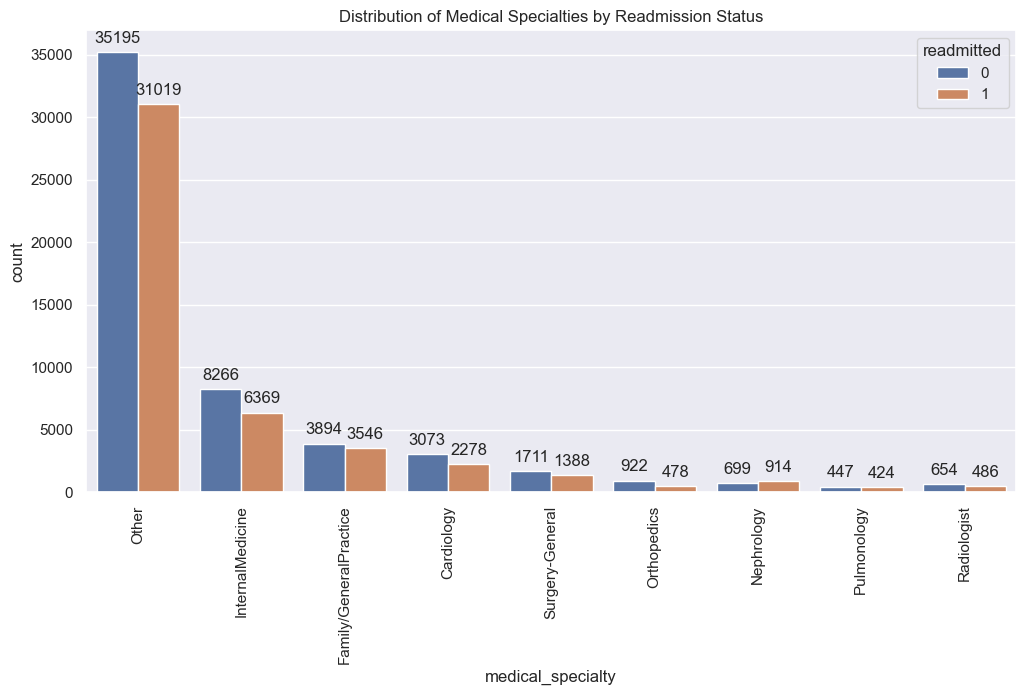 Distribution of Medical Specialties by Readmission Status
35195
31019
8266
6369
3894
3546
3073
2278
1711
1388
922
478
699
914
447
424
654
486
readmitted
0
1
35000
30000
25000
20000
15000
10000
5000
0
count
Other
InternalMedicine
Family/GeneralPractice
Cardiology
Surgery-General
Orthopedics
Nephrology
Pulmonology
Radiologist
medical_specialty